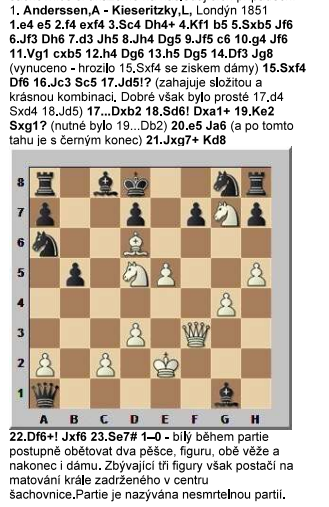 1. Anderssen,A - Kieseritzky,L, Londýn 1851
1.e4 e5 2.f4 exf4 3.Sc4 Dh4+ 4.Kf1 b5 5.Sxb5 Jf6
6.Jf3 Dh6 7.d3 Jh5 8.Jh4 Dg5 9.Jf5 c6 10.g4 Jf6
11.Vg1 cxb5 12.h4 Dg6 13.h5 Dg5 14.Df3 Jg8
(vynuceno - hrozilo 15.Sxf4 se ziskem dámy) 15.Sxf4
Df6 16.Jc3 Sc5 17.Jd5!? (zahajuje složitou a
krásnou kombinaci. Dobré však bylo prosté 17.d4
Sxd4 18.Jd5) 17...Dxb2 18.Sd6! Dxa1+ 19.Ke2
Sxg1? (nutné bylo 19...Db2) 20.e5 Ja6 (a po tomto
tahu je s černým konec) 21.Jxg7+ Kd8
8
7
6
5
4
3
2
1
A B C D E F G H
22.Df6+! Jxf6 23.Se7# 1–0 - bílý během partie
postupně obětovat dva pěšce, figuru, obě věže a
nakonec i dámu. Zbývající tři figury však postačí na
matování krále zadrženého v centru
šachovnice.Partie je nazývána nesmrtelnou partií.